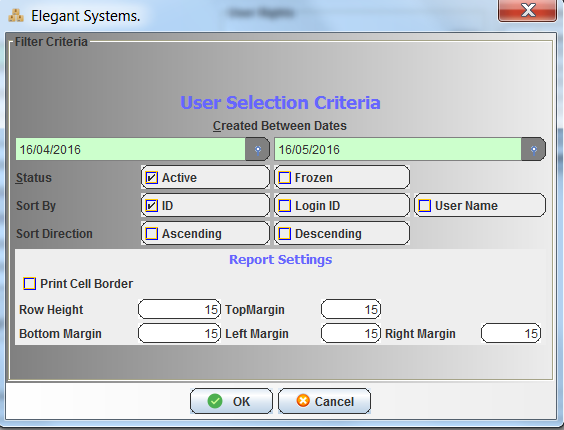 Elegant Systems.
Filter Criteria
User Selection Criteria
Created Between Dates
16/04/2016 16/05/2016
Status Active Frozen
Sort By ID Login ID User Name
Sort Direction Ascending Descending
Report Settings
Print Cell Border
Row Height 15 TopMargin 15
Bottom Margin 15 Left Margin 15 Right Margin 15
OK Cancel